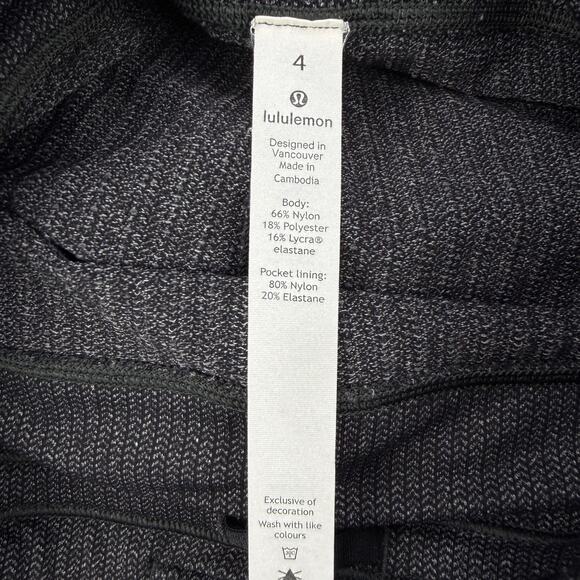 4
lululemon
Designed in
Vancouver
Made in
Cambodia
Body:
66% Nylon
18% Polyester
16% Lycra®
elastane
Pocket lining:
80% Nylon
20% Elastane
Exclusive of
decoration
Wash with like
colours